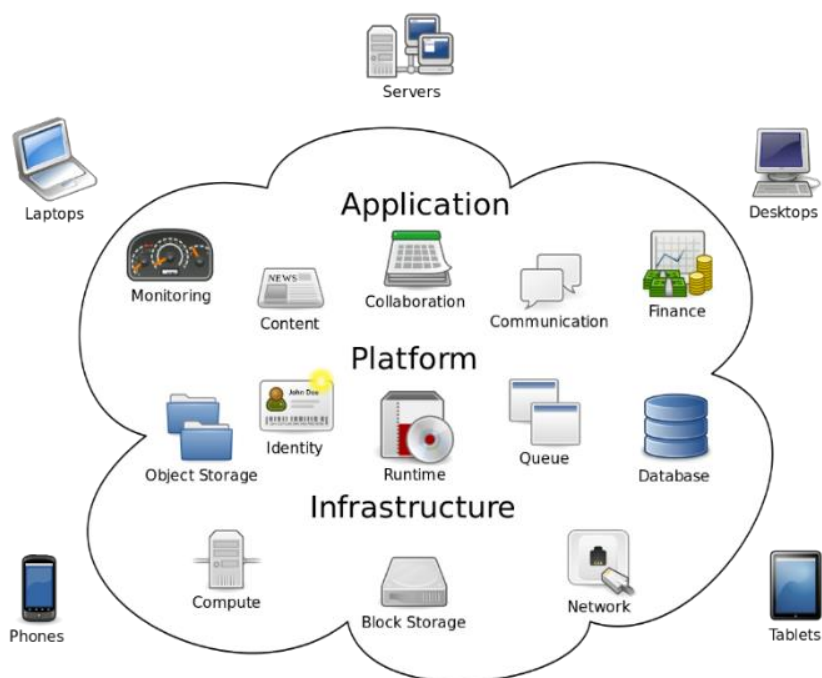 Servers
Laptops
Desktops
Application
Monitoring
NEWS
Content
Collaboration
Communication
Finance
Platform
John Doe
Object Storage
Identity
Runtime
Queue
Database
Infrastructure
Compute
Block Storage
Network
Phones
Tablets